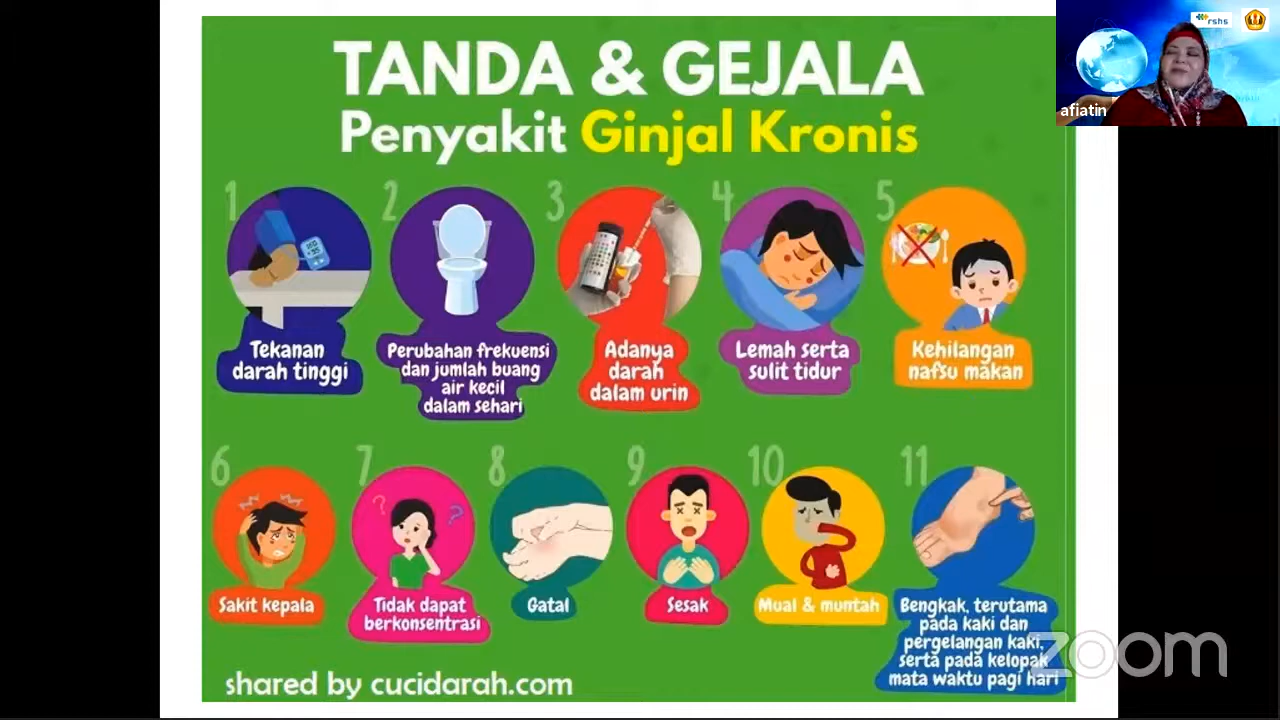 TANDA & GEJALA
Penyakit Ginjal Kronis
rshs
afiatin
1
2
3
4
5
Tekanan
darah tinggi
Perubahan frekuensi
dan jumlah buang
air kecil
dalam sehari
Adanya
darah
dalam urin
Lemah serta
sulit tidur
Kehilangan
nafsu makan
6
7
8
9
10
11
Sakit kepala
Tidak dapat
berkonsentrasi
Gatal
Sesak
Mual & muntah
Bengkak, terutama
pada kaki dan
pergelangan kaki,
serta pada kelopak
mata waktu pagi hari
shared by cucidarah.com
zoom